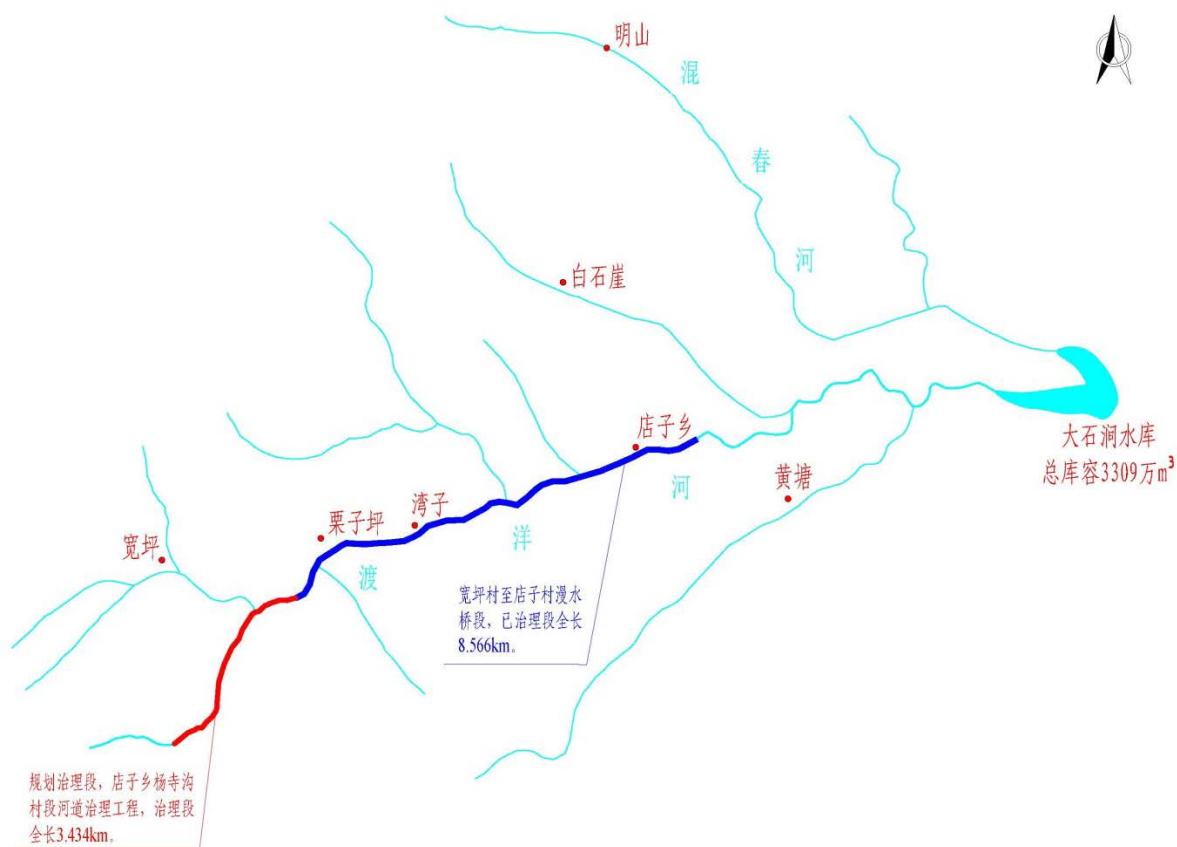 明山
混
春
河
白石崖
店子乡
大石涧水库
总库容3309万m³
黄塘
河
湾子
栗子坪
洋
宽坪
渡
宽坪村至店子村漫水
桥段，已治理段全长
8.566km。
规划治理段，店子乡杨寺沟
村段河道治理工程，治理段
全长3.434km。